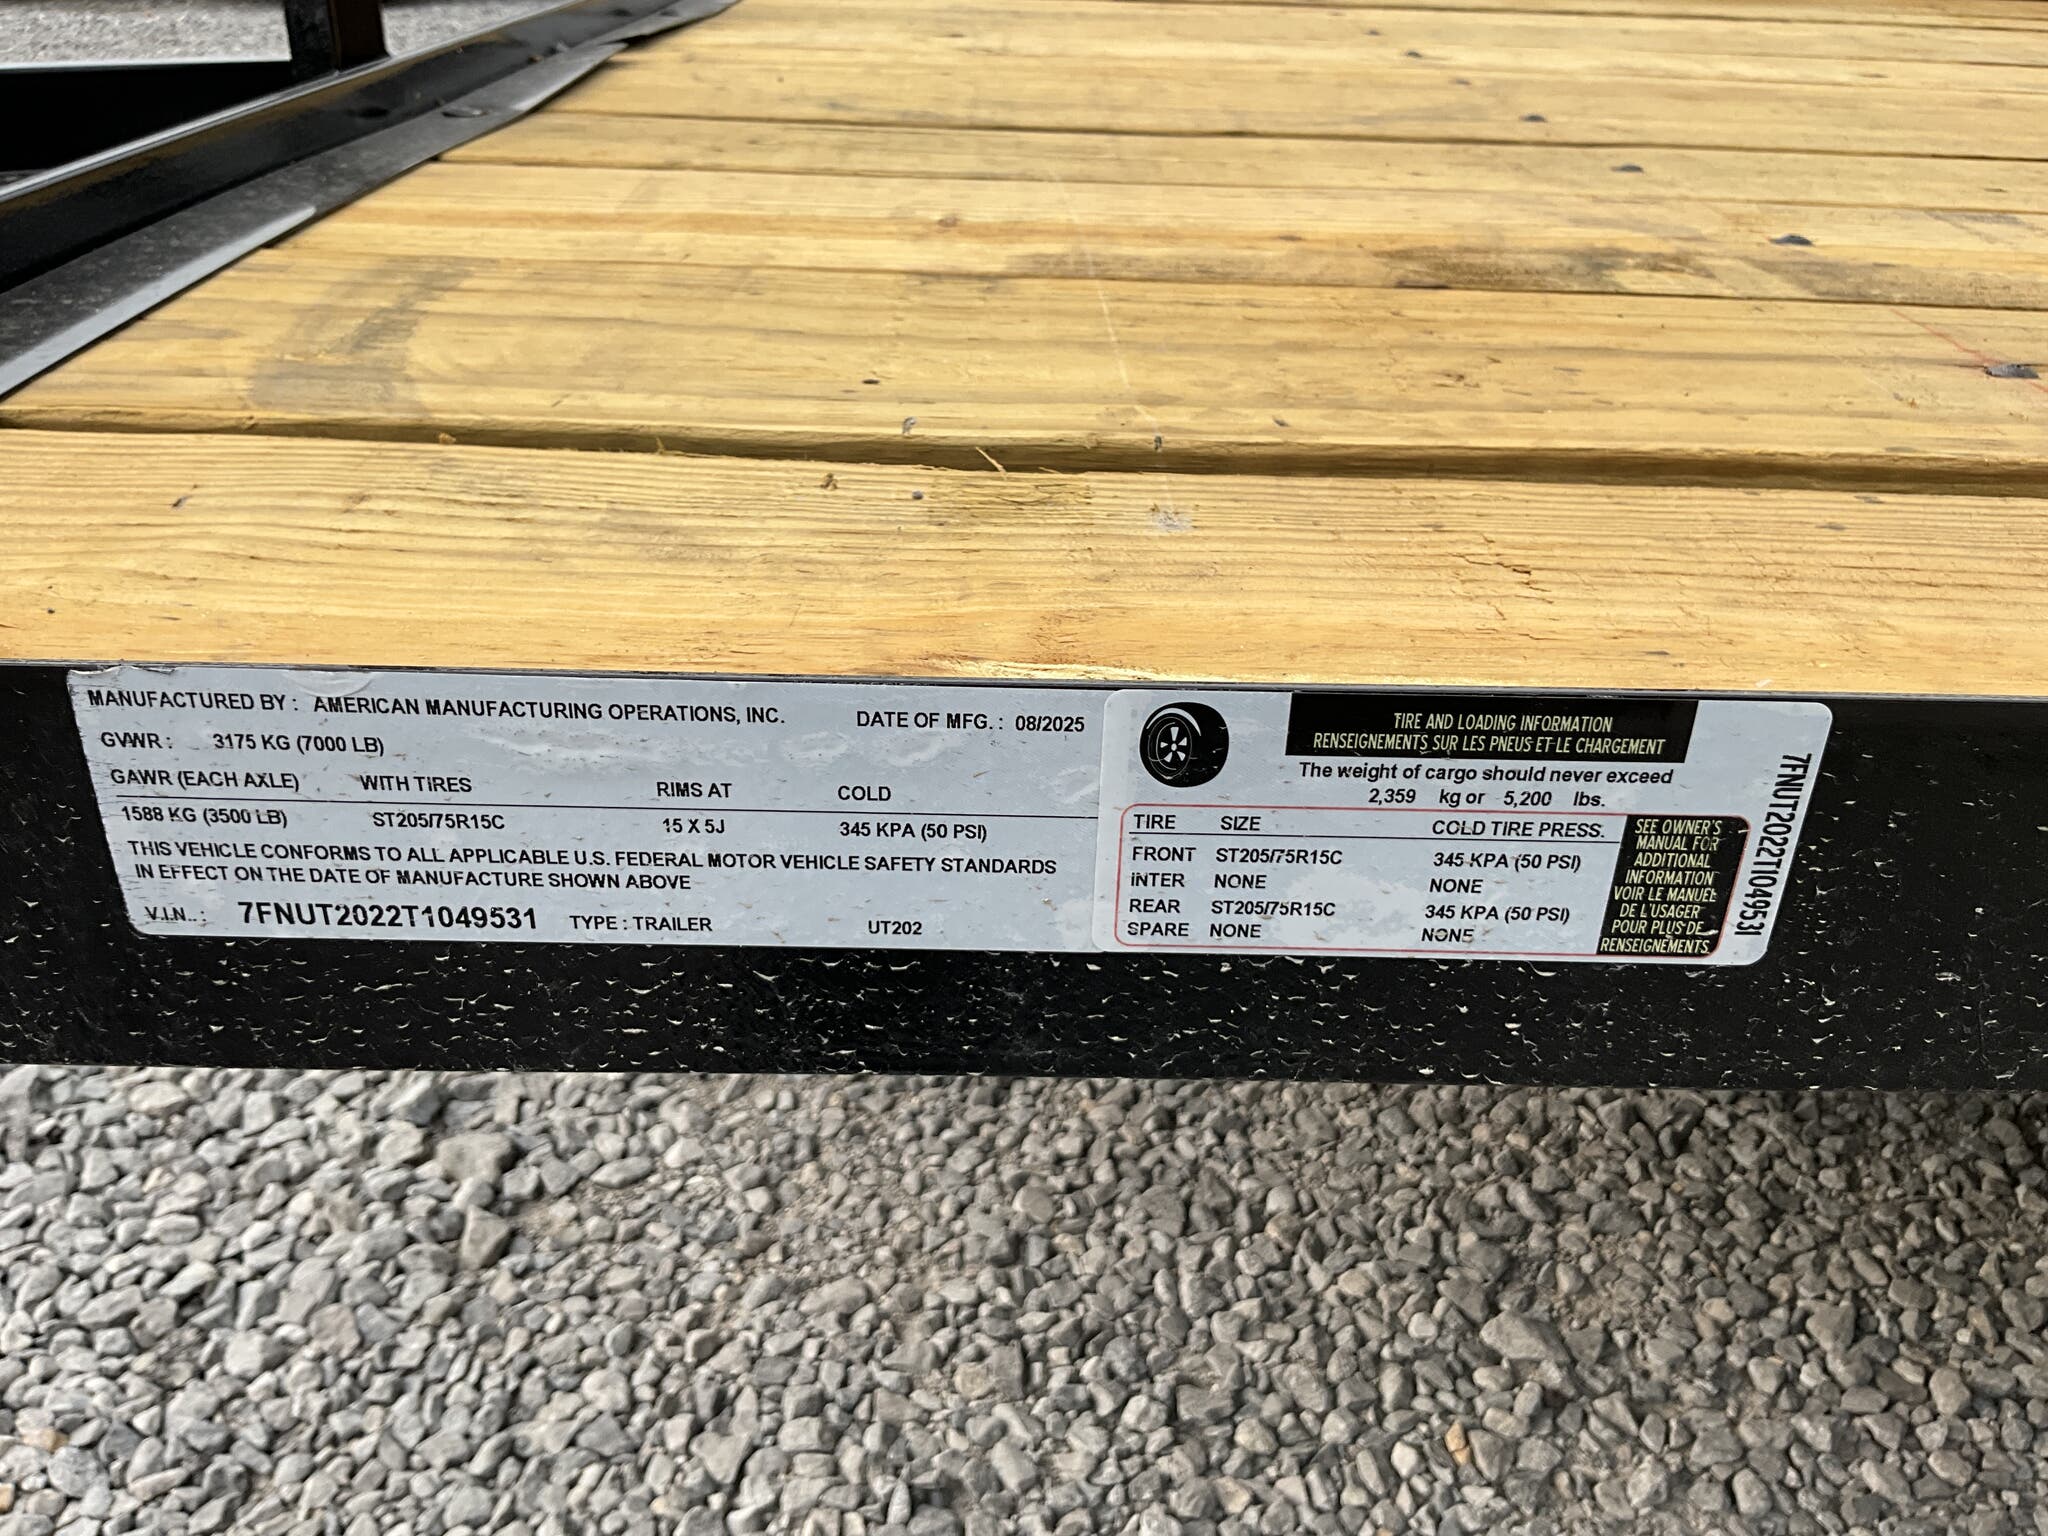 MANUFACTURED BY : AMERICAN MANUFACTURING OPERATIONS, INC. DATE OF MFG. : 08/2025
GVWR : 3175 KG (7000 LB)
GAWR (EACH AXLE) WITH TIRES RIMS AT COLD
1588 KG (3500 LB) ST205/75R15C 15 X 5J 345 KPA (50 PSI)
THIS VEHICLE CONFORMS TO ALL APPLICABLE U.S. FEDERAL MOTOR VEHICLE SAFETY STANDARDS
IN EFFECT ON THE DATE OF MANUFACTURE SHOWN ABOVE
V.I.N.. : 7FNUT2022T1049531 TYPE : TRAILER UT202
TIRE AND LOADING INFORMATION
RENSEIGNEMENTS SUR LES PNEUS ET LE CHARGEMENT
The weight of cargo should never exceed
2,359 kg or 5,200 lbs.
TIRE SIZE COLD TIRE PRESS.
FRONT ST205/75R15C 345 KPA (50 PSI)
INTER NONE NONE
REAR ST205/75R15C 345 KPA (50 PSI)
SPARE NONE NONE
SEE OWNER'S
MANUAL FOR
ADDITIONAL
INFORMATION
VOIR LE MANUEL
DE L'USAGER
POUR PLUS DE
RENSEIGNEMENTS
7FNUT2022T1049531